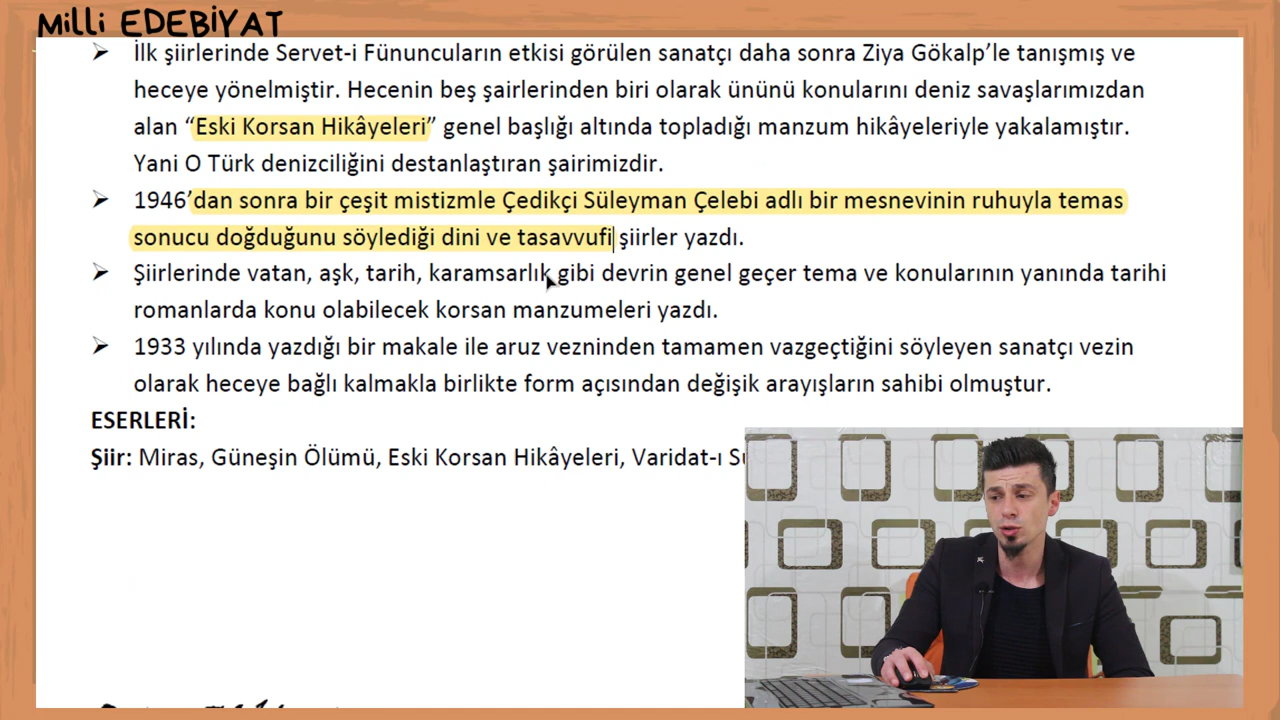 MİLLİ EDEBİYAT
➤ İlk şiirlerinde Servet-i Fünuncuların etkisi görülen sanatçı daha sonra Ziya Gökalp’le tanışmış ve
heceye yönelmiştir. Hecenin beş şairlerinden biri olarak ününü konularını deniz savaşlarımızdan
alan “Eski Korsan Hikâyeleri” genel başlığı altında topladığı manzum hikâyeleriyle yakalamıştır.
Yani O Türk denizciliğini destanlaştıran şairimizdir.
➤ 1946’dan sonra bir çeşit mistizmle Çedikçi Süleyman Çelebi adlı bir mesnevinin ruhuyla temas
sonucu doğduğunu söylediği dini ve tasavvufi şiirler yazdı.
➤ Şiirlerinde vatan, aşk, tarih, karamsarlık gibi devrin genel geçer tema ve konularının yanında tarihi
romanlarda konu olabilecek korsan manzumeleri yazdı.
➤ 1933 yılında yazdığı bir makale ile aruz vezninden tamamen vazgeçtiğini söyleyen sanatçı vezin
olarak heceye bağlı kalmakla birlikte form açısından değişik arayışların sahibi olmuştur.
ESERLERİ:
Şiir: Miras, Güneşin Ölümü, Eski Korsan Hikâyeleri, Varidat-ı